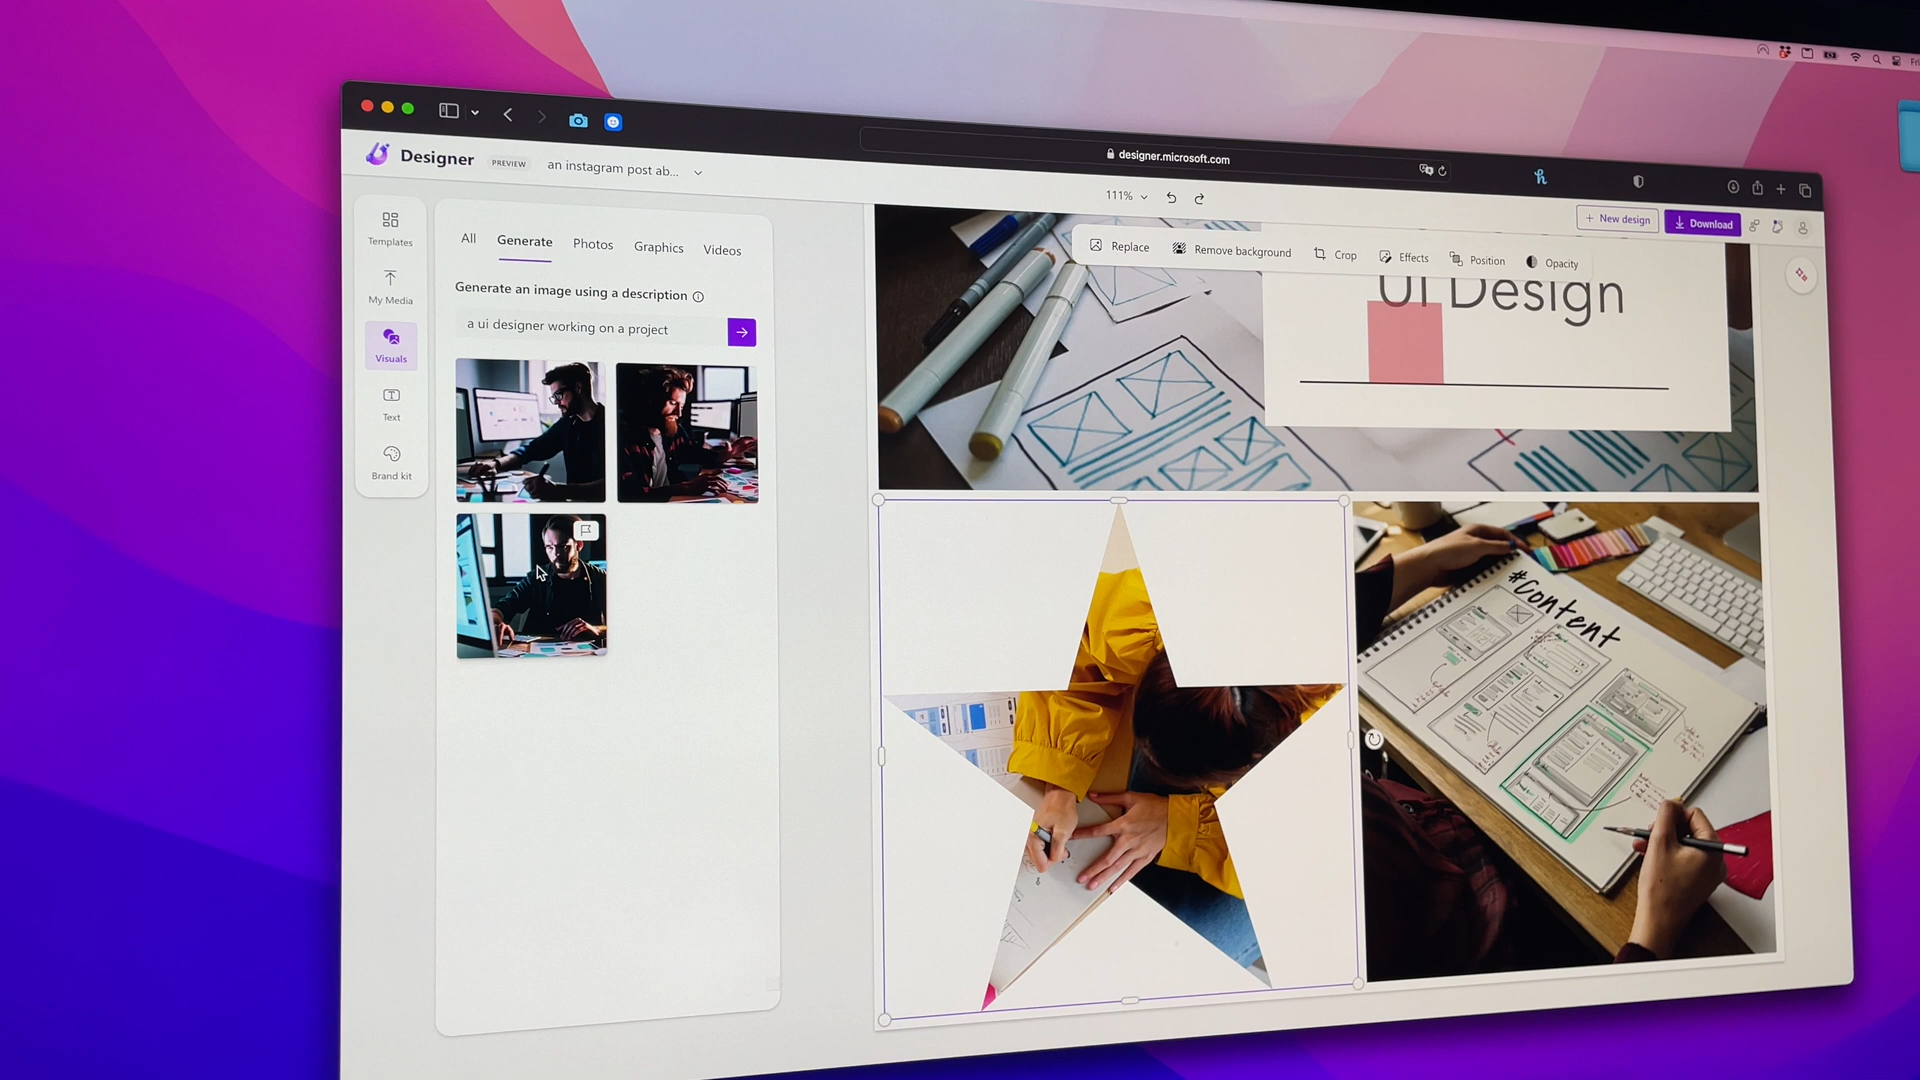 Fri
designer.microsoft.com
Designer
PREVIEW
an instagram post ab...
111%
New design
Download
Templates
My Media
Visuals
Text
Brand kit
All
Generate
Photos
Graphics
Videos
Generate an image using a description
a ui designer working on a project
Replace
Remove background
Crop
Effects
Position
Opacity
UI Design
#Content